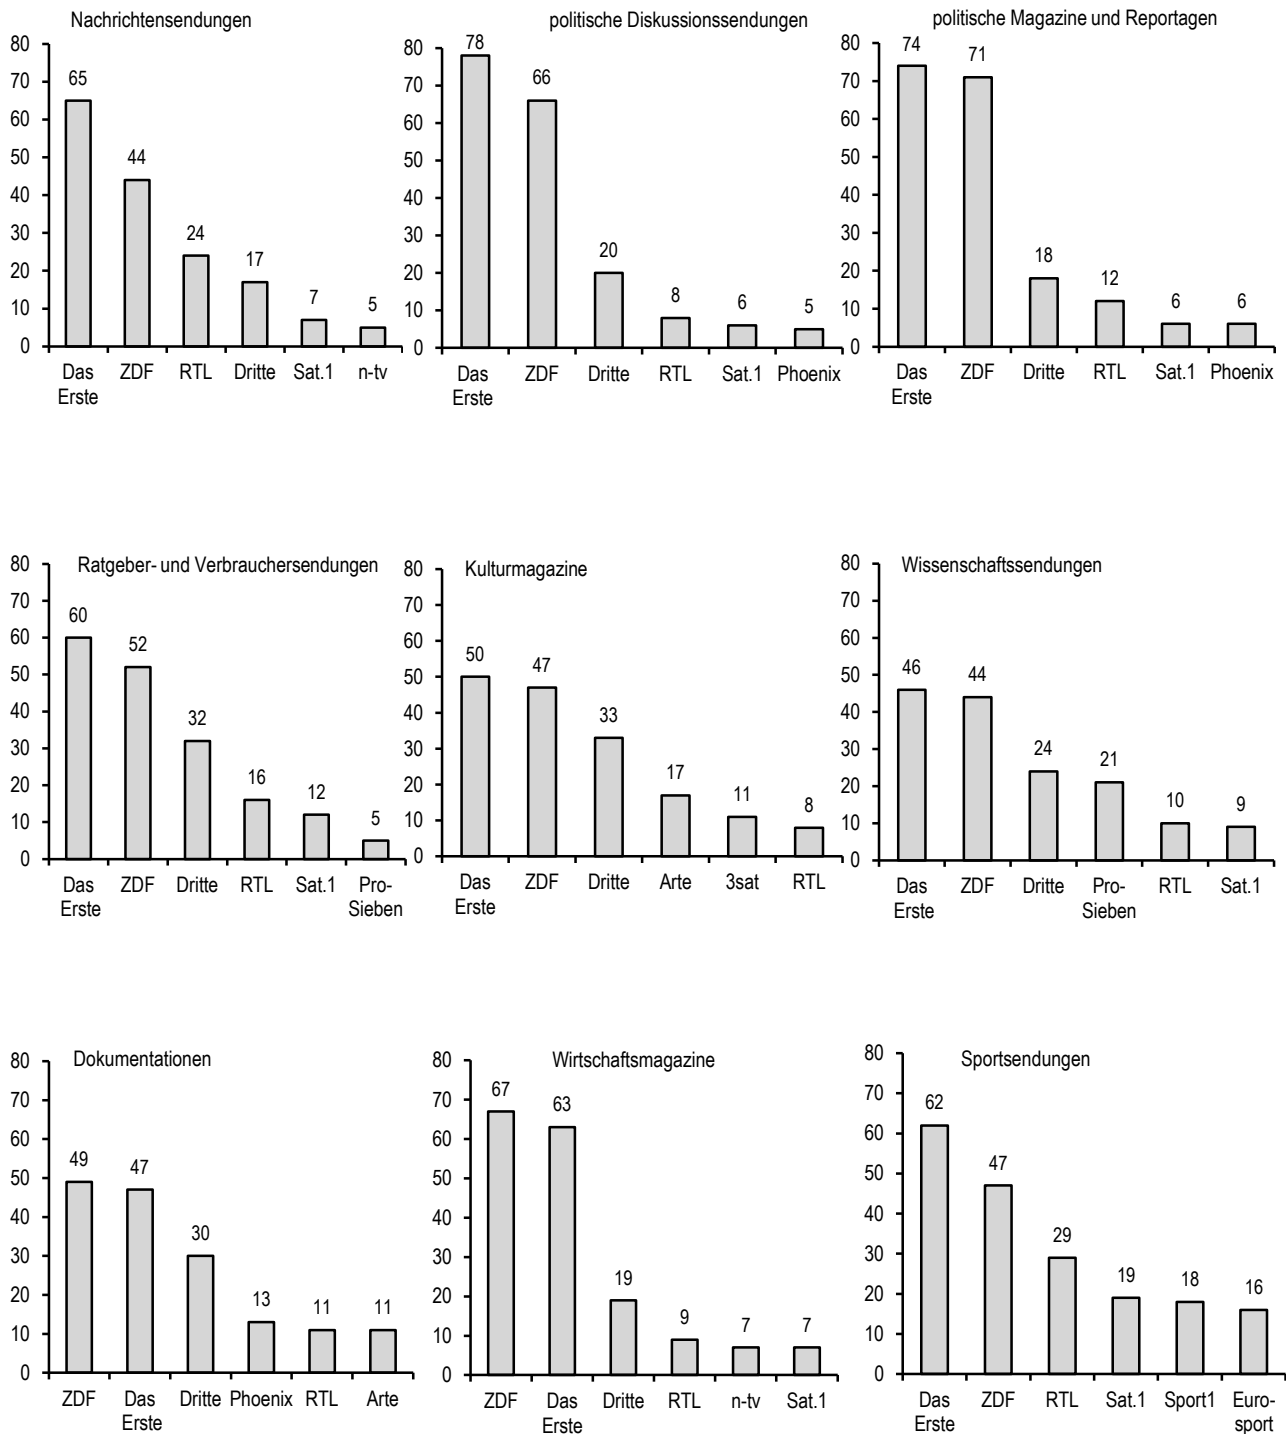 Nachrichtensendungen
80
70
60
50
40
30
20
10
0
65
44
24
17
7
5
Das Erste
ZDF
RTL
Dritte
Sat.1
n-tv
politische Diskussionssendungen
80
70
60
50
40
30
20
10
0
78
66
20
8
6
5
Das Erste
ZDF
Dritte
RTL
Sat.1
Phoenix
politische Magazine und Reportagen
80
70
60
50
40
30
20
10
0
74
71
18
12
6
6
Das Erste
ZDF
Dritte
RTL
Sat.1
Phoenix
Ratgeber- und Verbrauchersendungen
80
70
60
50
40
30
20
10
0
60
52
32
16
12
5
Das Erste
ZDF
Dritte
RTL
Sat.1
Pro-
Sieben
Kulturmagazine
80
70
60
50
40
30
20
10
0
50
47
33
17
11
8
Das Erste
ZDF
Dritte
Arte
3sat
RTL
Wissenschaftssendungen
80
70
60
50
40
30
20
10
0
46
44
24
21
10
9
Das Erste
ZDF
Dritte
Pro-
Sieben
RTL
Sat.1
Dokumentationen
80
70
60
50
40
30
20
10
0
49
47
30
13
11
11
ZDF
Das Erste
Dritte
Phoenix
RTL
Arte
Wirtschaftsmagazine
80
70
60
50
40
30
20
10
0
67
63
19
9
7
7
ZDF
Das Erste
Dritte
RTL
n-tv
Sat.1
Sportsendungen
80
70
60
50
40
30
20
10
0
62
47
29
19
18
16
Das Erste
ZDF
RTL
Sat.1
Sport1
Euro-
sport